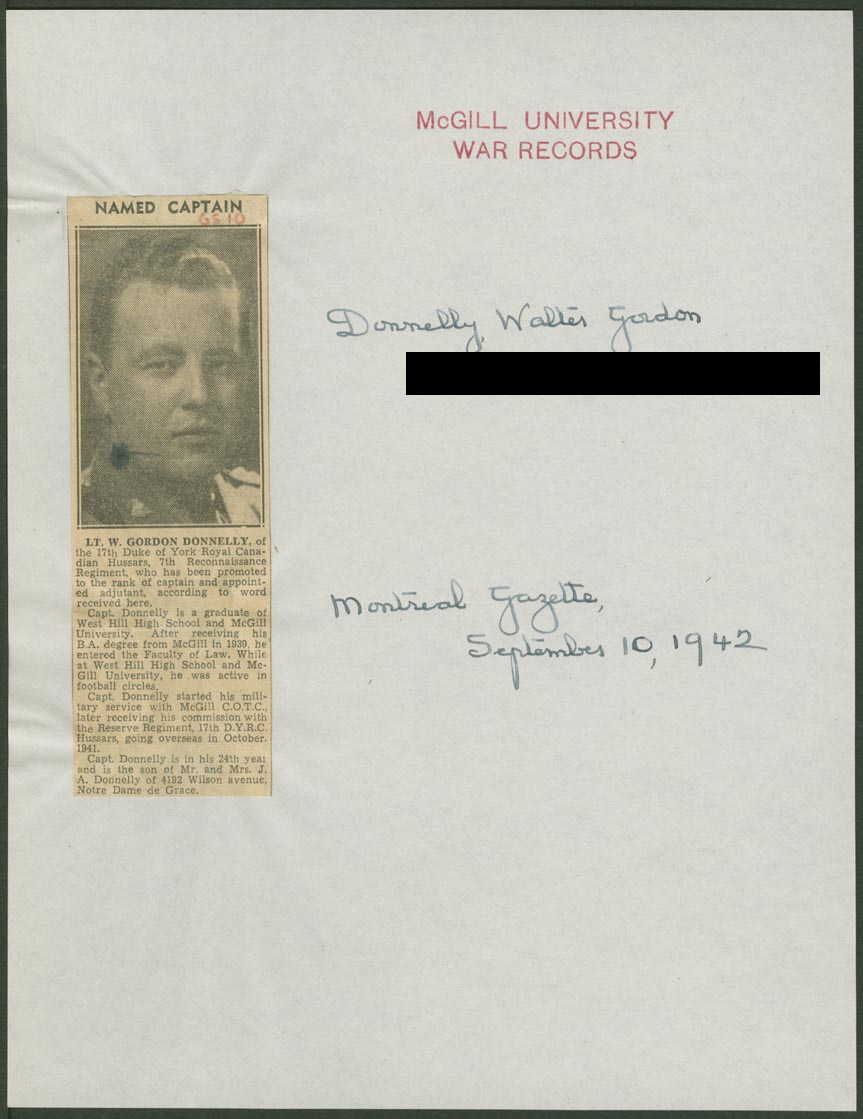 McGILL UNIVERSITY
WAR RECORDS
NAMED CAPTAIN
GS10
Donnelly, Walter Gordon
LT. W. GORDON DONNELLY, of
the 17th Duke of York Royal Cana-
dian Hussars, 7th Reconnaissance
Regiment, who has been promoted
to the rank of captain and appoint-
ed adjutant, according to word
received here.
Capt. Donnelly is a graduate of
West Hill High School and McGill
University. After receiving his
B.A. degree from McGill in 1939, he
entered the Faculty of Law. While
at West Hill High School and Mc-
Gill University, he was active in
football circles.
Capt. Donnelly started his mili-
tary service with McGill C.O.T.C.,
later receiving his commission with
the Reserve Regiment, 17th D.Y.R.C.
Hussars, going overseas in October,
1941.
Capt. Donnelly is in his 24th year
and is the son of Mr. and Mrs. J.
A. Donnelly of 4192 Wilson avenue,
Notre Dame de Grace.
Montreal Gazette,
September 10, 1942